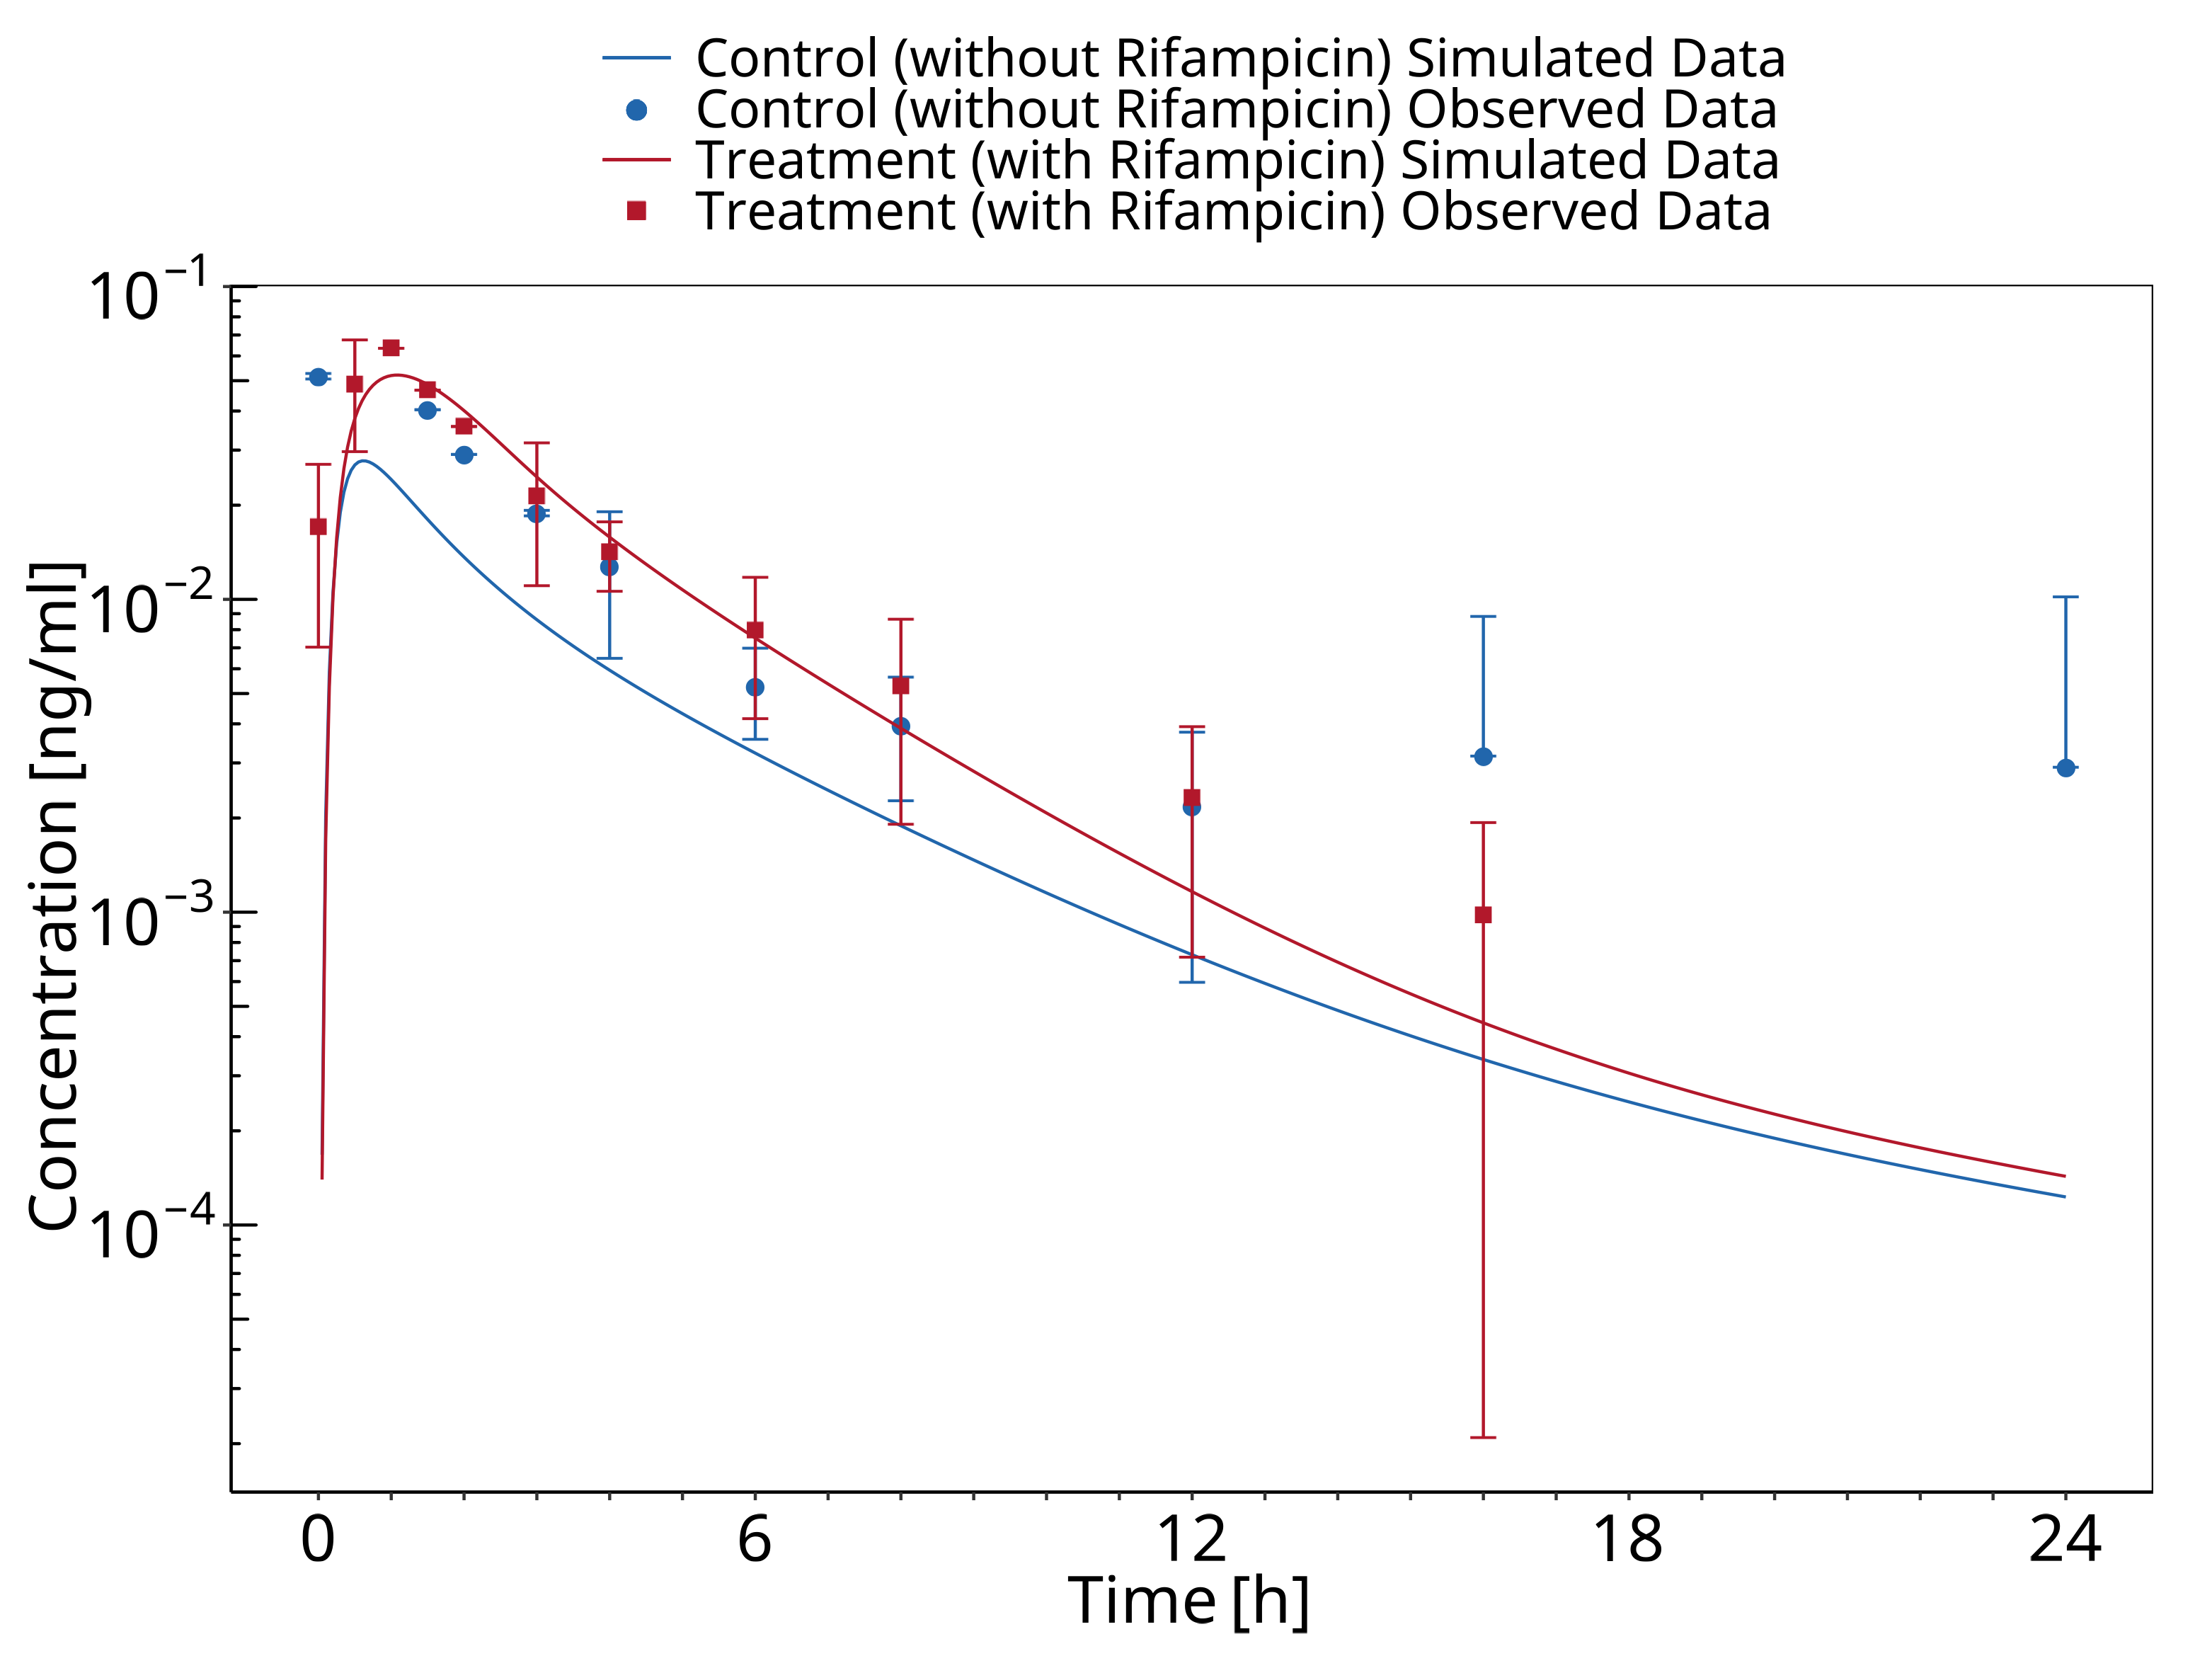 Control (without Rifampicin) Simulated Data
Control (without Rifampicin) Observed Data
Treatment (with Rifampicin) Simulated Data
Treatment (with Rifampicin) Observed Data
10⁻¹
10⁻²
10⁻³
10⁻⁴
Concentration [ng/ml]
0 6 12 18 24
Time [h]